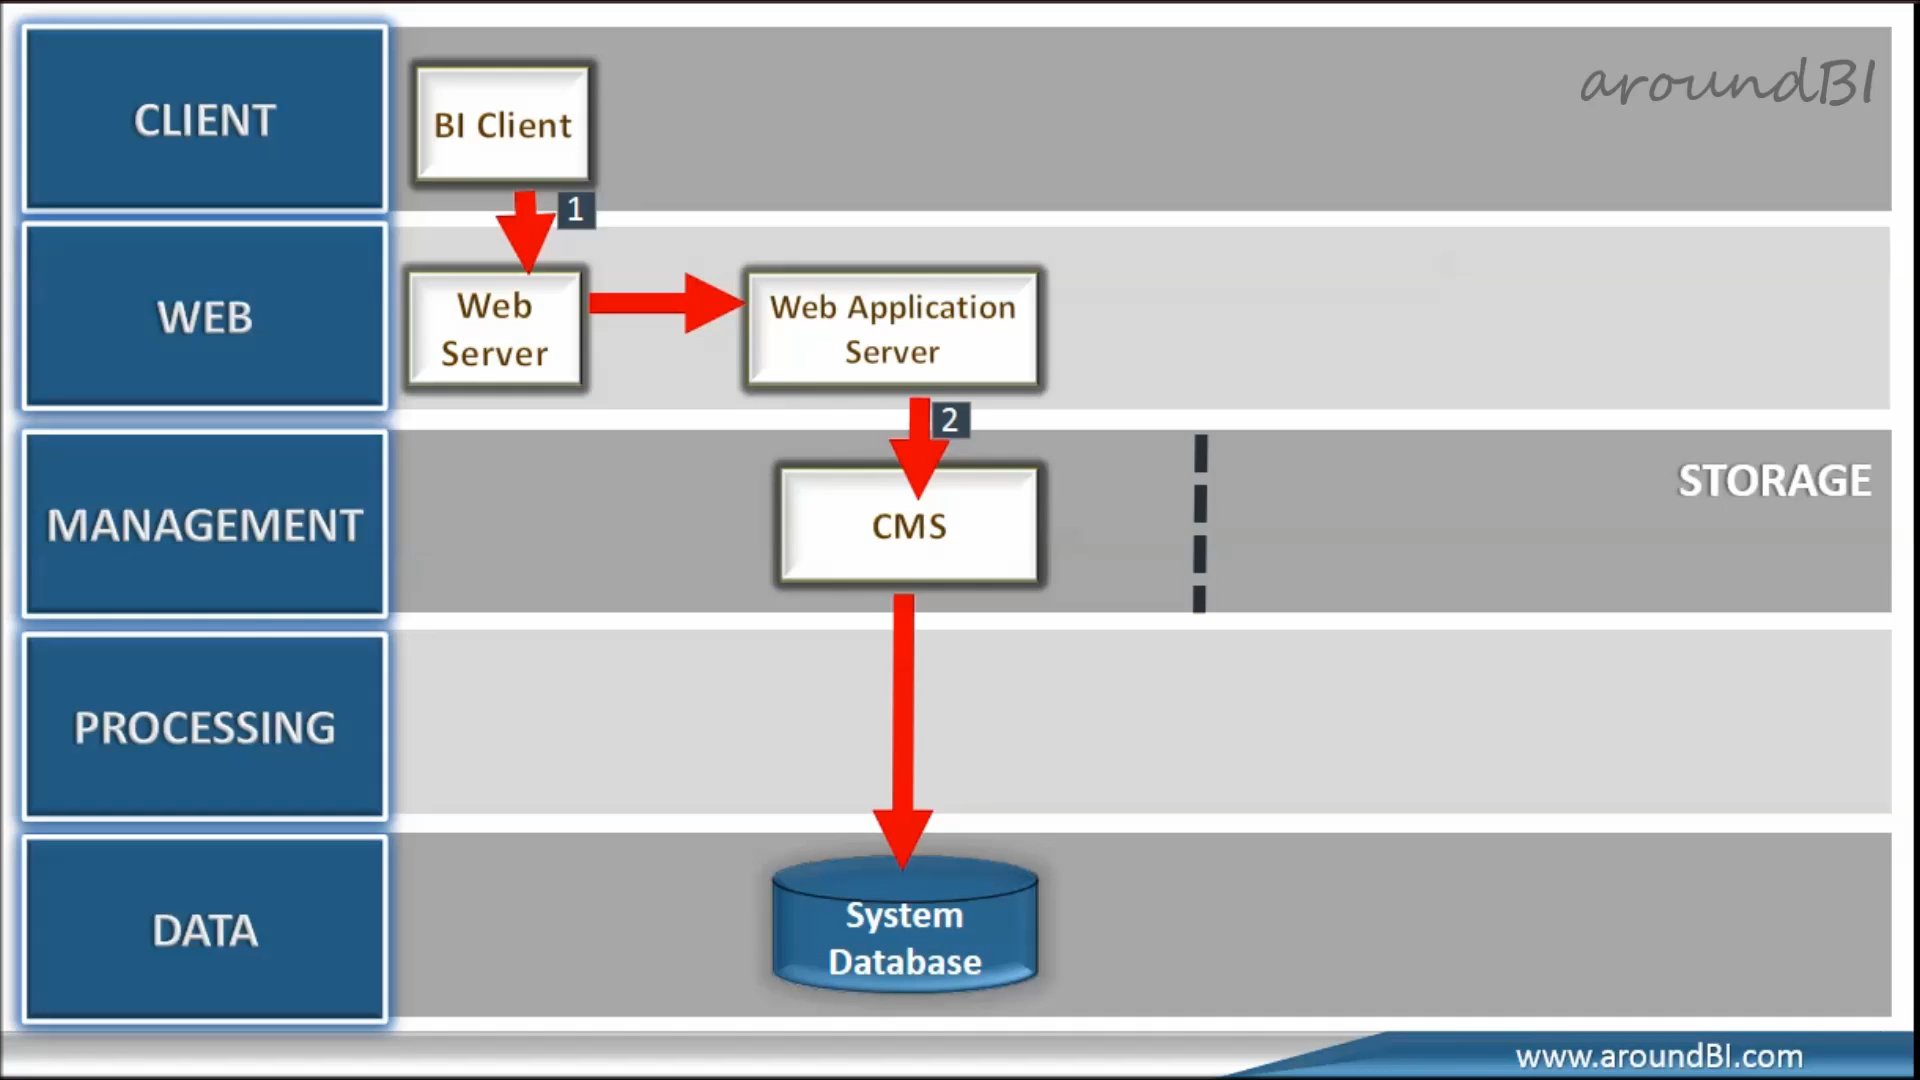 CLIENT
BI Client
aroundBI
1
WEB
Web
Server
Web Application
Server
2
MANAGEMENT
CMS
STORAGE
PROCESSING
DATA
System
Database
www.aroundBI.com